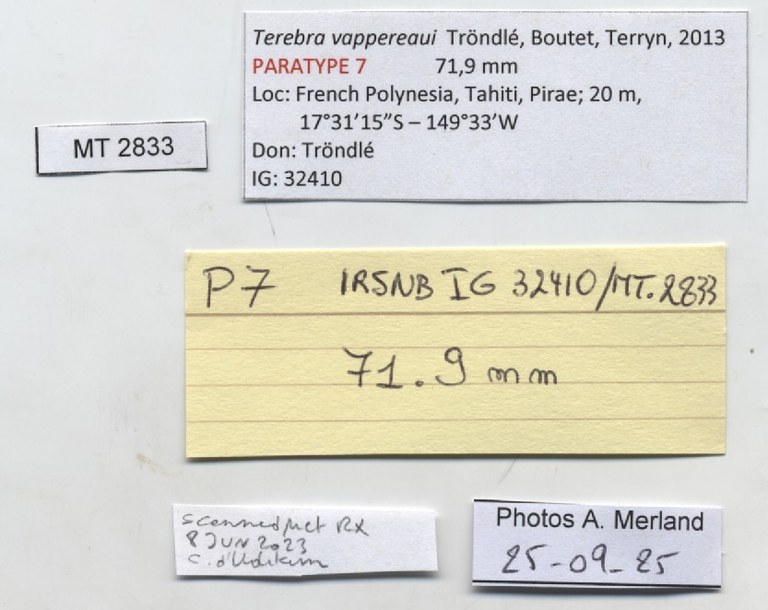 Terebra vappereaui Tröndlé, Boutet, Terryn, 2013
PARATYPE 7 71,9 mm
Loc: French Polynesia, Tahiti, Pirae; 20 m,
17°31’15”S – 149°33’W
Don: Tröndlé
IG: 32410
MT 2833
P7 IRSNB IG 32410/MT.2833
71.9 mm
scanned met RX
8 JUN 2023
C. d'Udekem
Photos A. Merland
25-09-25